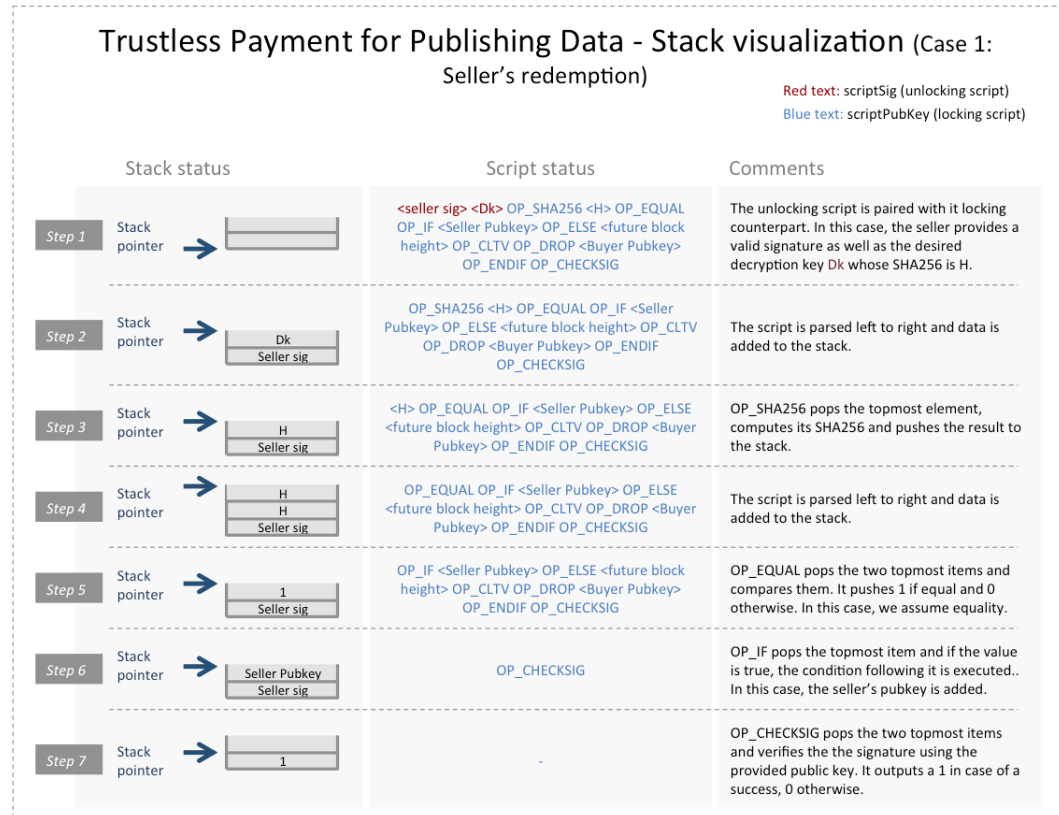 Trustless Payment for Publishing Data - Stack visualization (Case 1:
Seller's redemption)
Red text: scriptSig (unlocking script)
Blue text: scriptPubKey (locking script)
Stack status
Script status
Comments
Step 1
Stack
pointer
<seller sig> <Dk> OP_SHA256 <H> OP_EQUAL
OP_IF <Seller Pubkey> OP_ELSE <future block
height> OP_CLTV OP_DROP <Buyer Pubkey>
OP_ENDIF OP_CHECKSIG
The unlocking script is paired with it locking
counterpart. In this case, the seller provides a
valid signature as well as the desired
decryption key Dk whose SHA256 is H.
Step 2
Stack
pointer
Dk
Seller sig
OP_SHA256 <H> OP_EQUAL OP_IF <Seller
Pubkey> OP_ELSE <future block height> OP_CLTV
OP_DROP <Buyer Pubkey> OP_ENDIF
OP_CHECKSIG
The script is parsed left to right and data is
added to the stack.
Step 3
Stack
pointer
H
Seller sig
<H> OP_EQUAL OP_IF <Seller Pubkey> OP_ELSE
<future block height> OP_CLTV OP_DROP <Buyer
Pubkey> OP_ENDIF OP_CHECKSIG
OP_SHA256 pops the topmost element,
computes its SHA256 and pushes the result to
the stack.
Step 4
Stack
pointer
H
H
Seller sig
OP_EQUAL OP_IF <Seller Pubkey> OP_ELSE
<future block height> OP_CLTV OP_DROP <Buyer
Pubkey> OP_ENDIF OP_CHECKSIG
The script is parsed left to right and data is
added to the stack.
Step 5
Stack
pointer
1
Seller sig
OP_IF <Seller Pubkey> OP_ELSE <future block
height> OP_CLTV OP_DROP <Buyer Pubkey>
OP_ENDIF OP_CHECKSIG
OP_EQUAL pops the two topmost items and
compares them. It pushes 1 if equal and 0
otherwise. In this case, we assume equality.
Step 6
Stack
pointer
Seller Pubkey
Seller sig
OP_CHECKSIG
OP_IF pops the topmost item and if the value
is true, the condition following it is executed..
In this case, the seller's pubkey is added.
Step 7
Stack
pointer
1
-
OP_CHECKSIG pops the two topmost items
and verifies the the signature using the
provided public key. It outputs a 1 in case of a
success, 0 otherwise.